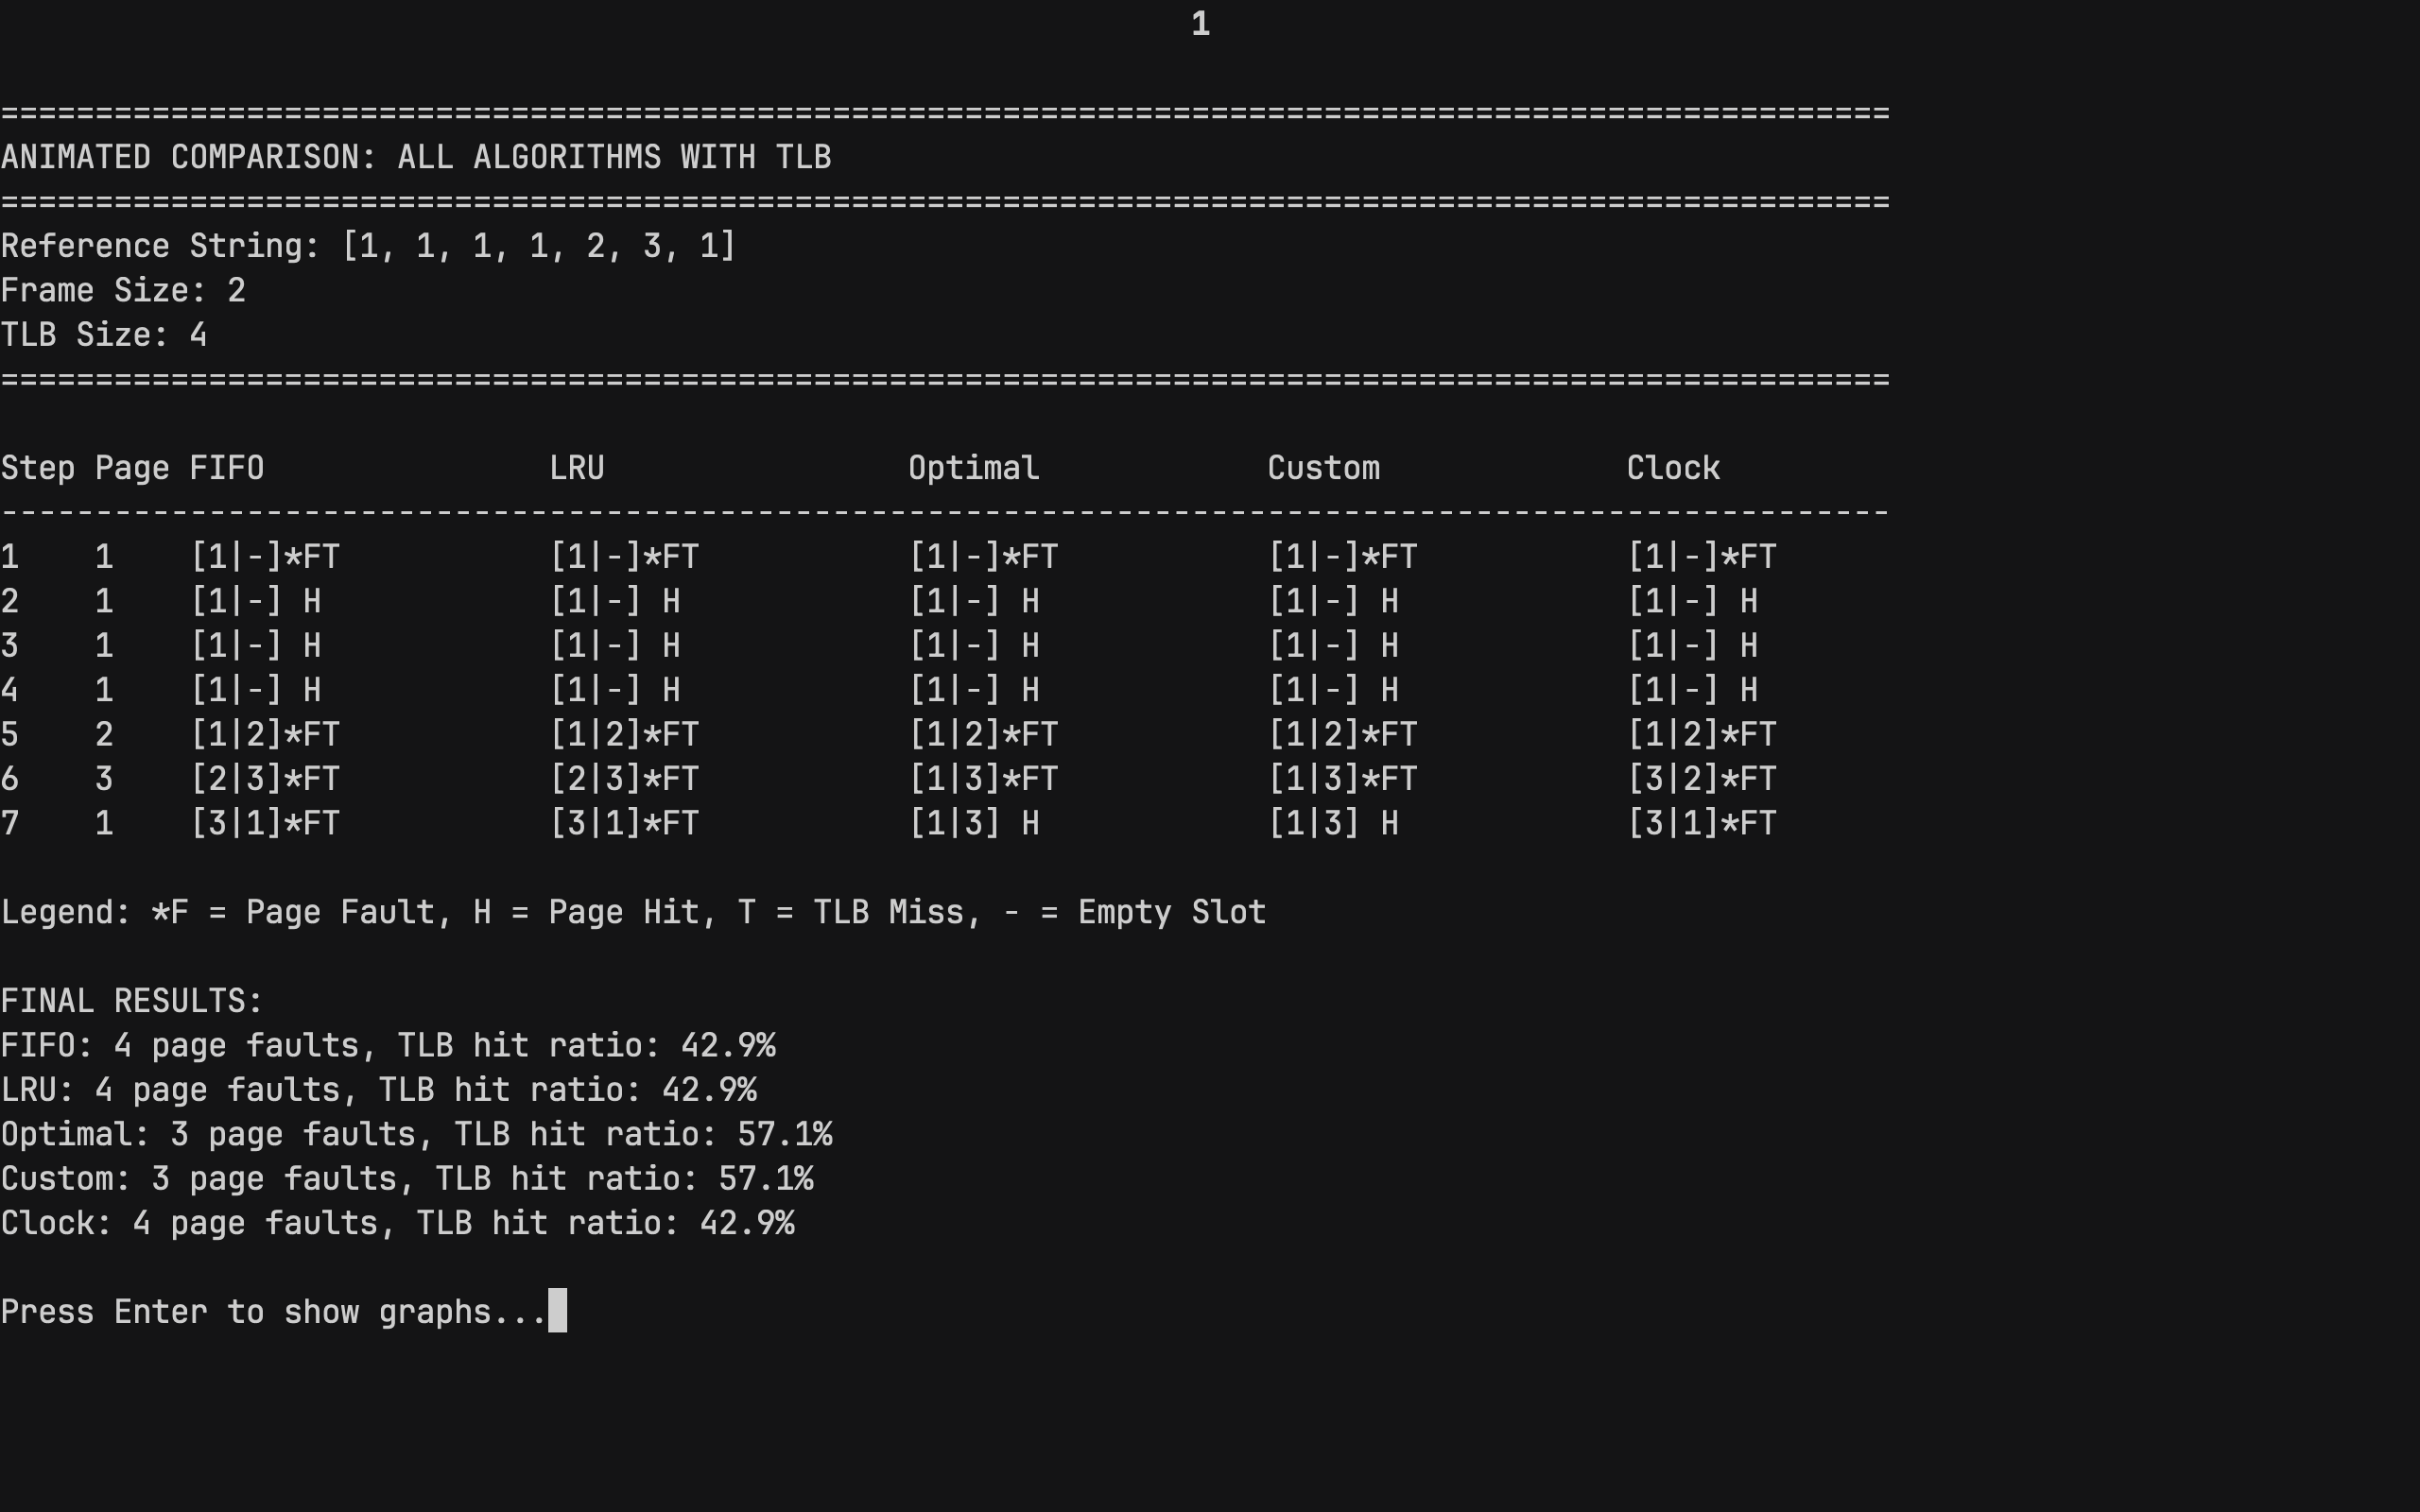 1
====================================================================================================
ANIMATED COMPARISON: ALL ALGORITHMS WITH TLB
====================================================================================================
Reference String: [1, 1, 1, 1, 2, 3, 1]
Frame Size: 2
TLB Size: 4
====================================================================================================
Step Page FIFO               LRU                Optimal            Custom             Clock
----------------------------------------------------------------------------------------------------
1    1    [1|-]*FT           [1|-]*FT           [1|-]*FT           [1|-]*FT           [1|-]*FT
2    1    [1|-] H            [1|-] H            [1|-] H            [1|-] H            [1|-] H
3    1    [1|-] H            [1|-] H            [1|-] H            [1|-] H            [1|-] H
4    1    [1|-] H            [1|-] H            [1|-] H            [1|-] H            [1|-] H
5    2    [1|2]*FT           [1|2]*FT           [1|2]*FT           [1|2]*FT           [1|2]*FT
6    3    [2|3]*FT           [2|3]*FT           [1|3]*FT           [1|3]*FT           [3|2]*FT
7    1    [3|1]*FT           [3|1]*FT           [1|3] H            [1|3] H            [3|1]*FT
Legend: *F = Page Fault, H = Page Hit, T = TLB Miss, - = Empty Slot
FINAL RESULTS:
FIFO: 4 page faults, TLB hit ratio: 42.9%
LRU: 4 page faults, TLB hit ratio: 42.9%
Optimal: 3 page faults, TLB hit ratio: 57.1%
Custom: 3 page faults, TLB hit ratio: 57.1%
Clock: 4 page faults, TLB hit ratio: 42.9%
Press Enter to show graphs...